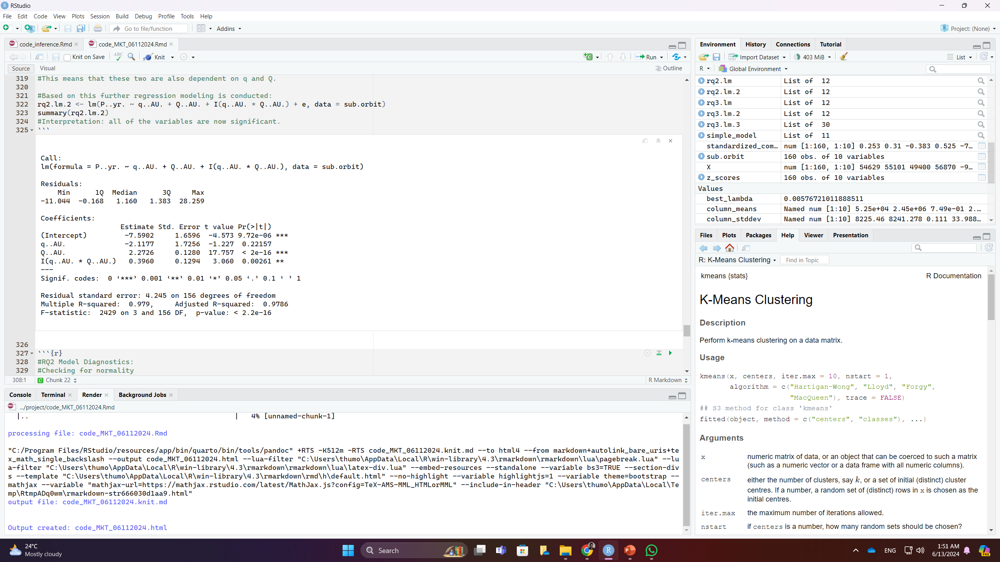 RStudio
File Edit Code View Plots Session Build Debug Profile Tools Help
Go to file/function
Addins
Project: (None)
code_inference.Rmd
code_MKT_06112024.Rmd
Knit on Save
ABC
Knit
Run
Source
Visual
Outline
319 #This means that these two are also dependent on q and Q.
320
321 #Based on this further regression modeling is conducted:
322 rq2.lm.2 <- lm(P..yr. ~ q..AU. + Q..AU. + I(q..AU. * Q..AU.) + e, data = sub.orbit)
323 summary(rq2.lm.2)
324 #Interpretation: all of the variables are now significant.
325 ```
Call:
lm(formula = P..yr. ~ q..AU. + Q..AU. + I(q..AU. * Q..AU.), data = sub.orbit)
Residuals:
Min 1Q Median 3Q Max
-11.044 -0.168 1.160 1.383 28.259
Coefficients:
Estimate Std. Error t value Pr(>|t|)
(Intercept) -7.5902 1.6596 -4.573 9.72e-06 ***
q..AU. -2.1177 1.7256 -1.227 0.22157
Q..AU. 2.2726 0.1280 17.757 < 2e-16 ***
I(q..AU. * Q..AU.) 0.3960 0.1294 3.060 0.00261 **
---
Signif. codes: 0 ‘***’ 0.001 ‘**’ 0.01 ‘*’ 0.05 ‘.’ 0.1 ‘ ’ 1
Residual standard error: 4.245 on 156 degrees of freedom
Multiple R-squared: 0.979, Adjusted R-squared: 0.9786
F-statistic: 2429 on 3 and 156 DF, p-value: < 2.2e-16
326
327 ```{r}
328 #RQ2 Model Diagnostics:
329 #Checking for normality
308:1
C Chunk 22
R Markdown
Console
Terminal
Render
Background Jobs
.../project/code_MKT_06112024.Rmd
|.. | 4% [unnamed-chunk-1]
processing file: code_MKT_06112024.Rmd
"C:/Program Files/RStudio/resources/app/bin/quarto/bin/tools/pandoc" +RTS -K512m -RTS code_MKT_06112024.knit.md --to html4 --from markdown+autolink_bare_uris+te
x_math_single_backslash --output code_MKT_06112024.html --lua-filter "C:\Users\thumo\AppData\Local\R\win-library\4.3\rmarkdown\rmarkdown\lua\pagebreak.lua" --lu
a-filter "C:\Users\thumo\AppData\Local\R\win-library\4.3\rmarkdown\rmarkdown\lua\latex-div.lua" --embed-resources --standalone --variable bs3=TRUE --section-div
s --template "C:\Users\thumo\AppData\Local\R\win-library\4.3\rmarkdown\rmd\h\default.html" --no-highlight --variable highlightjs=1 --variable theme=bootstrap --
mathjax --variable "mathjax-url=https://mathjax.rstudio.com/latest/MathJax.js?config=TeX-AMS-MML_HTMLorMML" --include-in-header "C:\Users\thumo\AppData\Local\Te
mp\RtmpADq0wm\rmarkdown-str666030d1aa9.html"
output file: code_MKT_06112024.knit.md
Output created: code_MKT_06112024.html
Environment
History
Connections
Tutorial
Import Dataset
403 MiB
List
R
Global Environment
rq2.lm List of 12
rq2.lm.2 List of 12
rq3.lm List of 12
rq3.lm.2 List of 12
rq3.lm.3 List of 30
simple_model List of 11
standardized_com… num [1:160, 1:10] 0.253 0.31 -0.383 0.525 -7…
sub.orbit 160 obs. of 10 variables
X num [1:160, 1:10] 54629 55101 49400 56870 -9…
z_scores 160 obs. of 10 variables
Values
best_lambda 0.00576721011888511
column_means Named num [1:10] 5.25e+04 2.45e+06 7.49e-01 2.…
column_stddev Named num [1:10] 8225.46 8241.278 0.111 33.988…
Files
Plots
Packages
Help
Viewer
Presentation
R: K-Means Clustering
Find in Topic
kmeans {stats}
R Documentation
K-Means Clustering
Description
Perform k-means clustering on a data matrix.
Usage
kmeans(x, centers, iter.max = 10, nstart = 1,
algorithm = c("Hartigan-Wong", "Lloyd", "Forgy",
"MacQueen"), trace = FALSE)
## S3 method for class 'kmeans'
fitted(object, method = c("centers", "classes"), ...)
Arguments
x numeric matrix of data, or an object that can be coerced to such a matrix
(such as a numeric vector or a data frame with all numeric columns).
centers either the number of clusters, say k, or a set of initial (distinct) cluster
centres. If a number, a random set of (distinct) rows in x is chosen as the
initial centres.
iter.max the maximum number of iterations allowed.
nstart if centers is a number, how many random sets should be chosen?
24°C
Mostly cloudy
Search
ENG
1:51 AM
6/13/2024
PRE